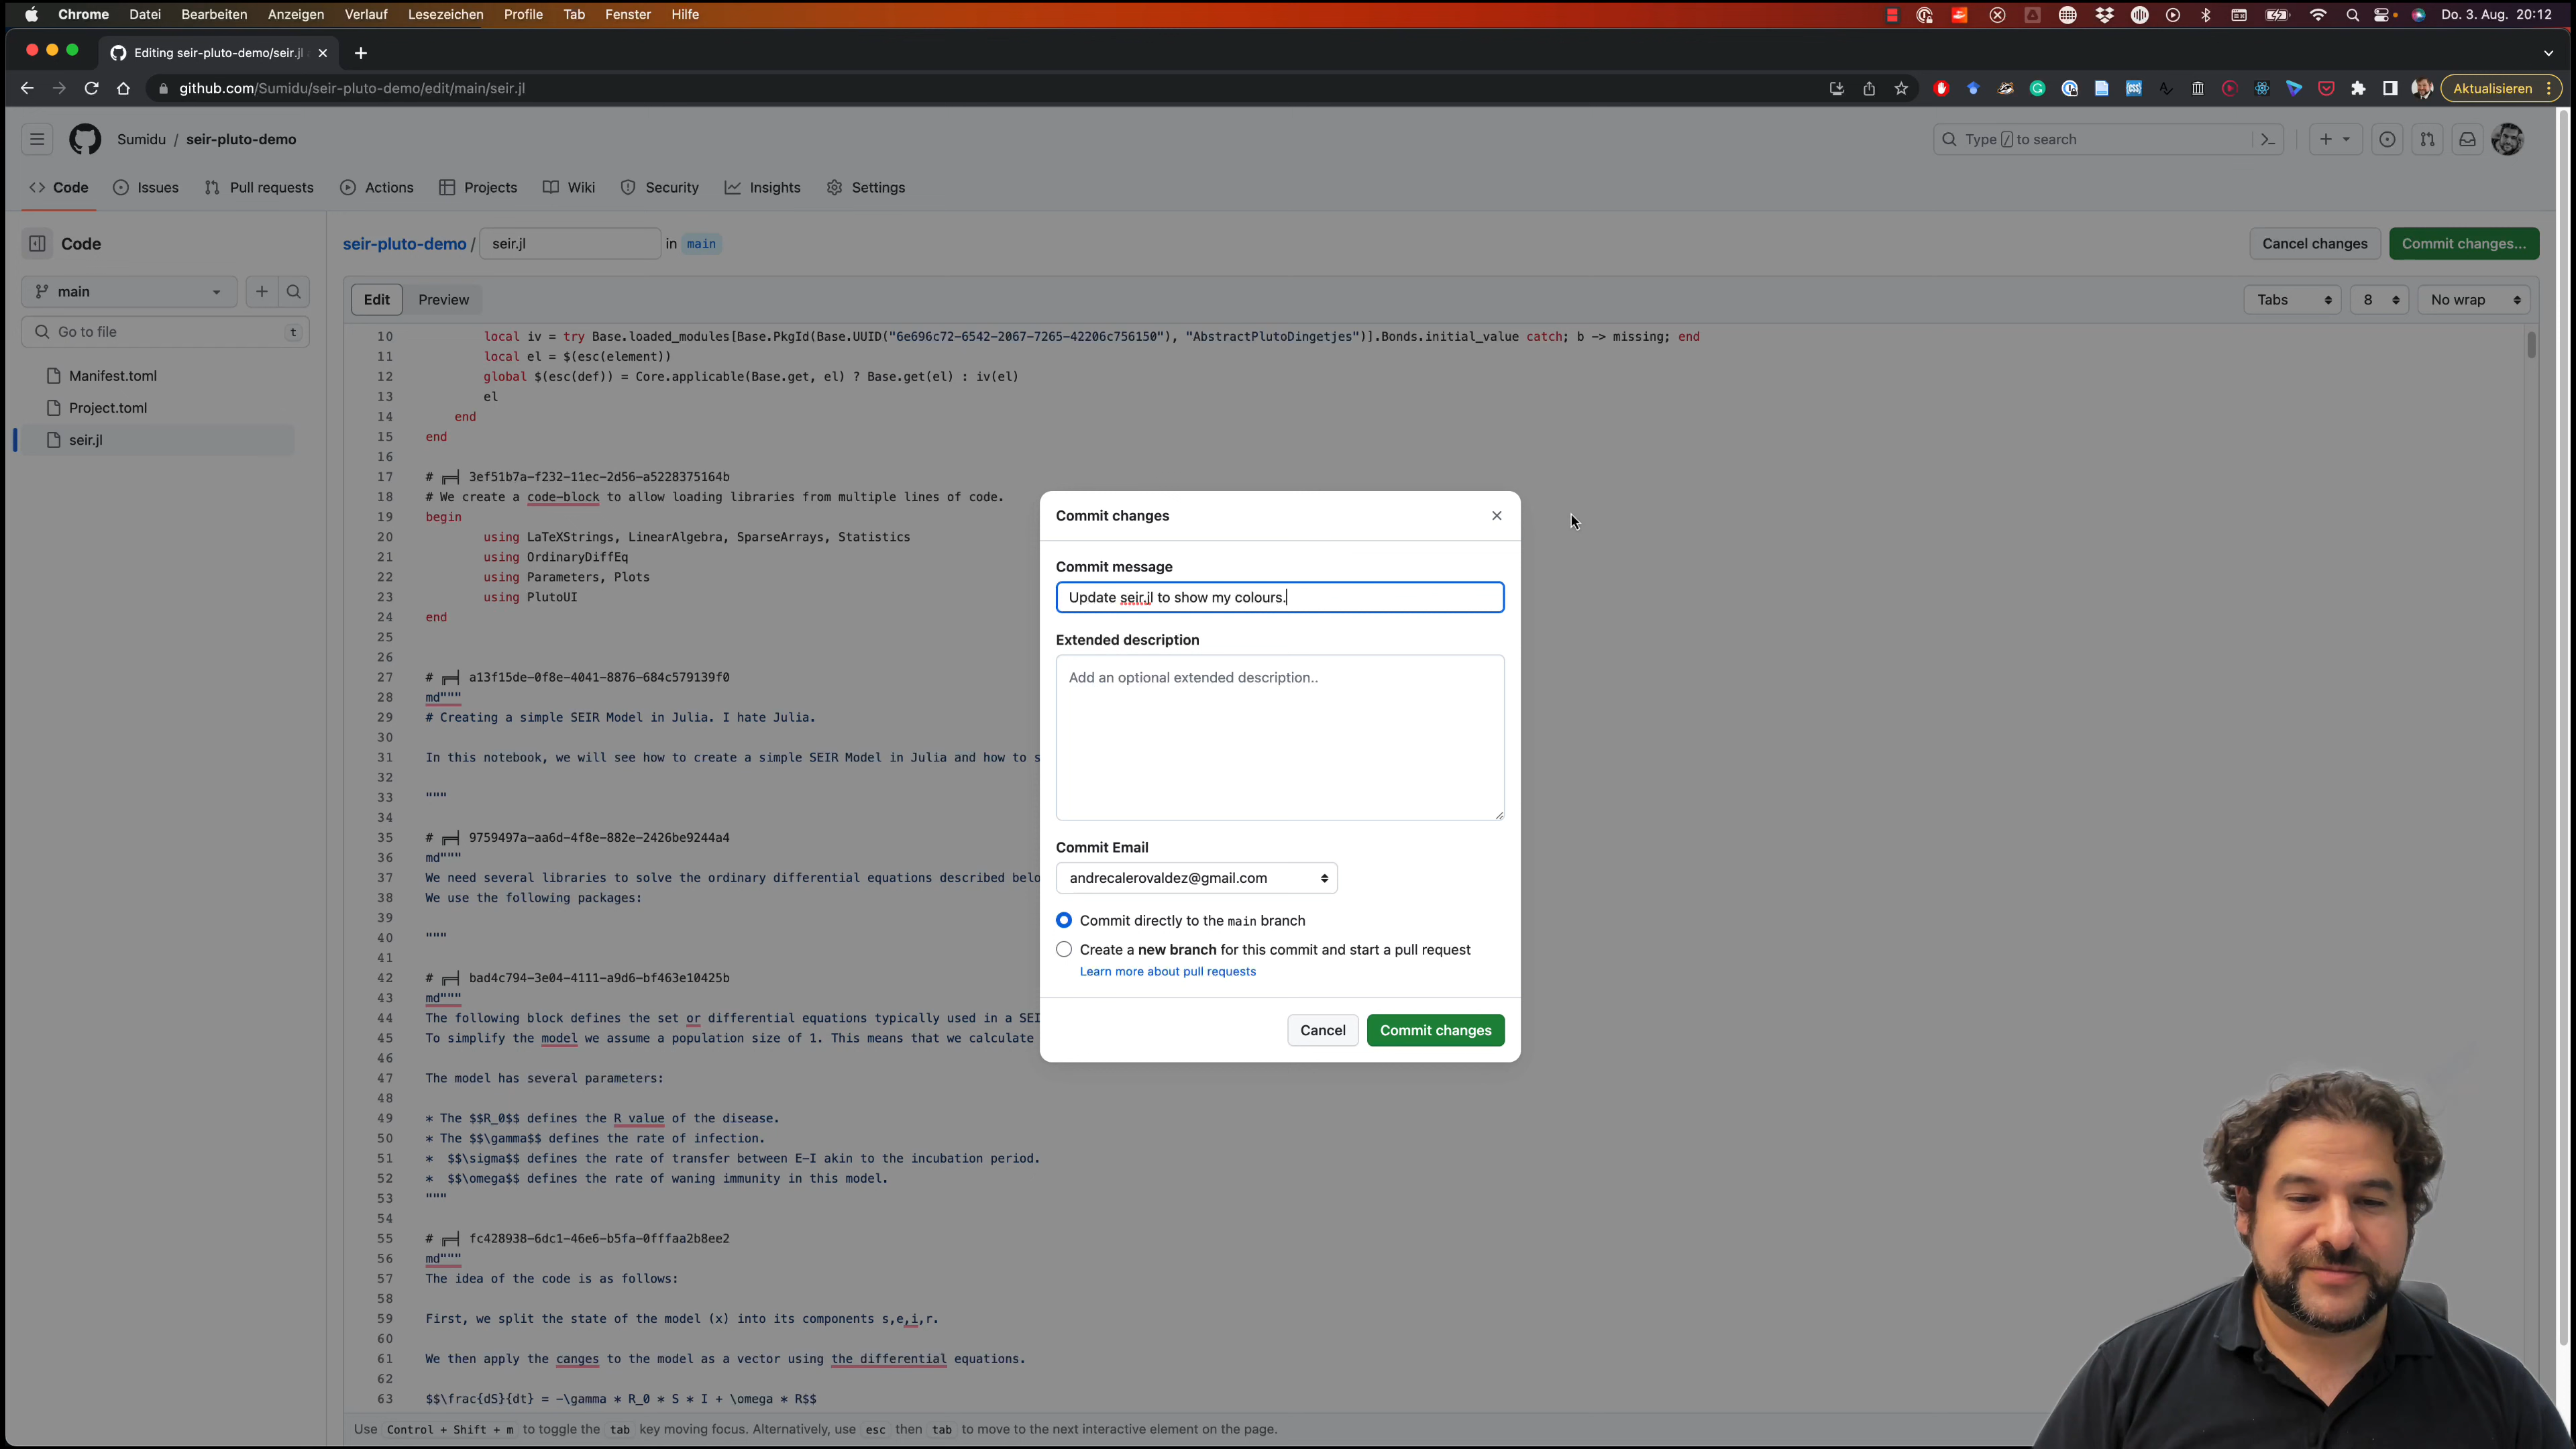 Chrome Datei Bearbeiten Anzeigen Verlauf Lesezeichen Profile Tab Fenster Hilfe Do. 3. Aug. 20:12
Editing seir-pluto-demo/seir.jl
github.com/Sumidu/seir-pluto-demo/edit/main/seir.jl Aktualisieren
Sumidu / seir-pluto-demo Type / to search
Code Issues Pull requests Actions Projects Wiki Security Insights Settings
Code seir-pluto-demo / seir.jl in main Cancel changes Commit changes...
main Edit Preview Tabs 8 No wrap
Go to file t
Manifest.toml
Project.toml
seir.jl
10 local iv = try Base.loaded_modules[Base.PkgId(Base.UUID("6e696c72-6542-2067-7265-42206c756150"), "AbstractPlutoDingetjes")].Bonds.initial_value catch; b -> missing; end
11 local el = $(esc(element))
12 global $(esc(def)) = Core.applicable(Base.get, el) ? Base.get(el) : iv(el)
13 el
14 end
15 end
16
17 # ╔═╡ 3ef51b7a-f232-11ec-2d56-a5228375164b
18 # We create a code-block to allow loading libraries from multiple lines of code.
19 begin
20 using LaTeXStrings, LinearAlgebra, SparseArrays, Statistics
21 using OrdinaryDiffEq
22 using Parameters, Plots
23 using PlutoUI
24 end
25
26
27 # ╔═╡ a13f15de-0f8e-4041-8876-684c579139f0
28 md"""
29 # Creating a simple SEIR Model in Julia. I hate Julia.
30
31 In this notebook, we will see how to create a simple SEIR Model in Julia and how to s
32
33 """
34
35 # ╔═╡ 9759497a-aa6d-4f8e-882e-2426be9244a4
36 md"""
37 We need several libraries to solve the ordinary differential equations described belo
38 We use the following packages:
39
40 """
41
42 # ╔═╡ bad4c794-3e04-4111-a9d6-bf463e10425b
43 md"""
44 The following block defines the set or differential equations typically used in a SEI
45 To simplify the model we assume a population size of 1. This means that we calculate
46
47 The model has several parameters:
48
49 * The $$R_0$$ defines the R value of the disease.
50 * The $$\gamma$$ defines the rate of infection.
51 * $$\sigma$$ defines the rate of transfer between E-I akin to the incubation period.
52 * $$\omega$$ defines the rate of waning immunity in this model.
53 """
54
55 # ╔═╡ fc428938-6dc1-46e6-b5fa-0fffaa2b8ee2
56 md"""
57 The idea of the code is as follows:
58
59 First, we split the state of the model (x) into its components s,e,i,r.
60
61 We then apply the canges to the model as a vector using the differential equations.
62
63 $$\frac{dS}{dt} = -\gamma * R_0 * S * I + \omega * R$$
Use Control + Shift + m to toggle the tab key moving focus. Alternatively, use esc then tab to move to the next interactive element on the page.
Commit changes
Commit message
Update seir.jl to show my colours.
Extended description
Add an optional extended description..
Commit Email
andrecalerovaldez@gmail.com
Commit directly to the main branch
Create a new branch for this commit and start a pull request
Learn more about pull requests
Cancel Commit changes